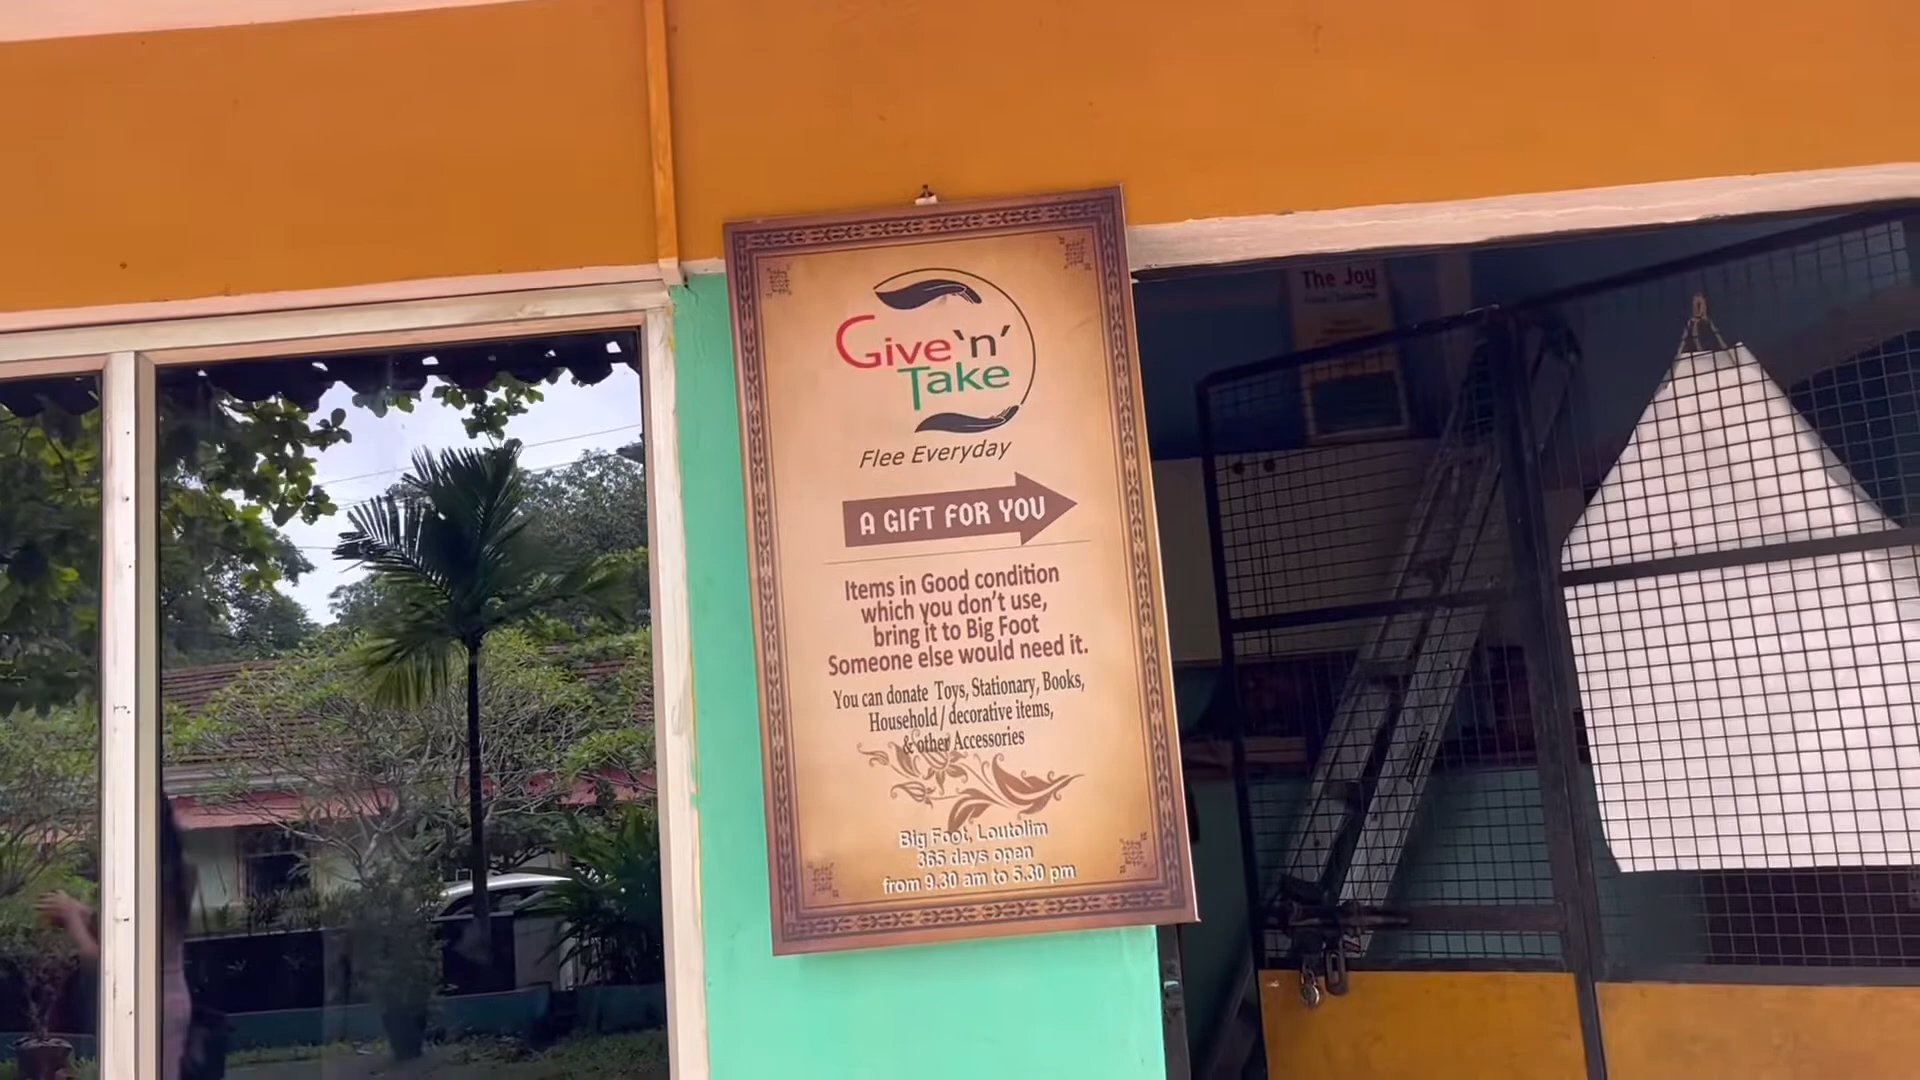 Give 'n'
Take
Flee Everyday
A GIFT FOR YOU
Items in Good condition
which you don't use,
bring it to Big Foot
Someone else would need it.
You can donate Toys, Stationary, Books,
Household / decorative items,
& other Accessories
Big Foot, Loutolim
365 days open
from 9.30 am to 5.30 pm
The Joy